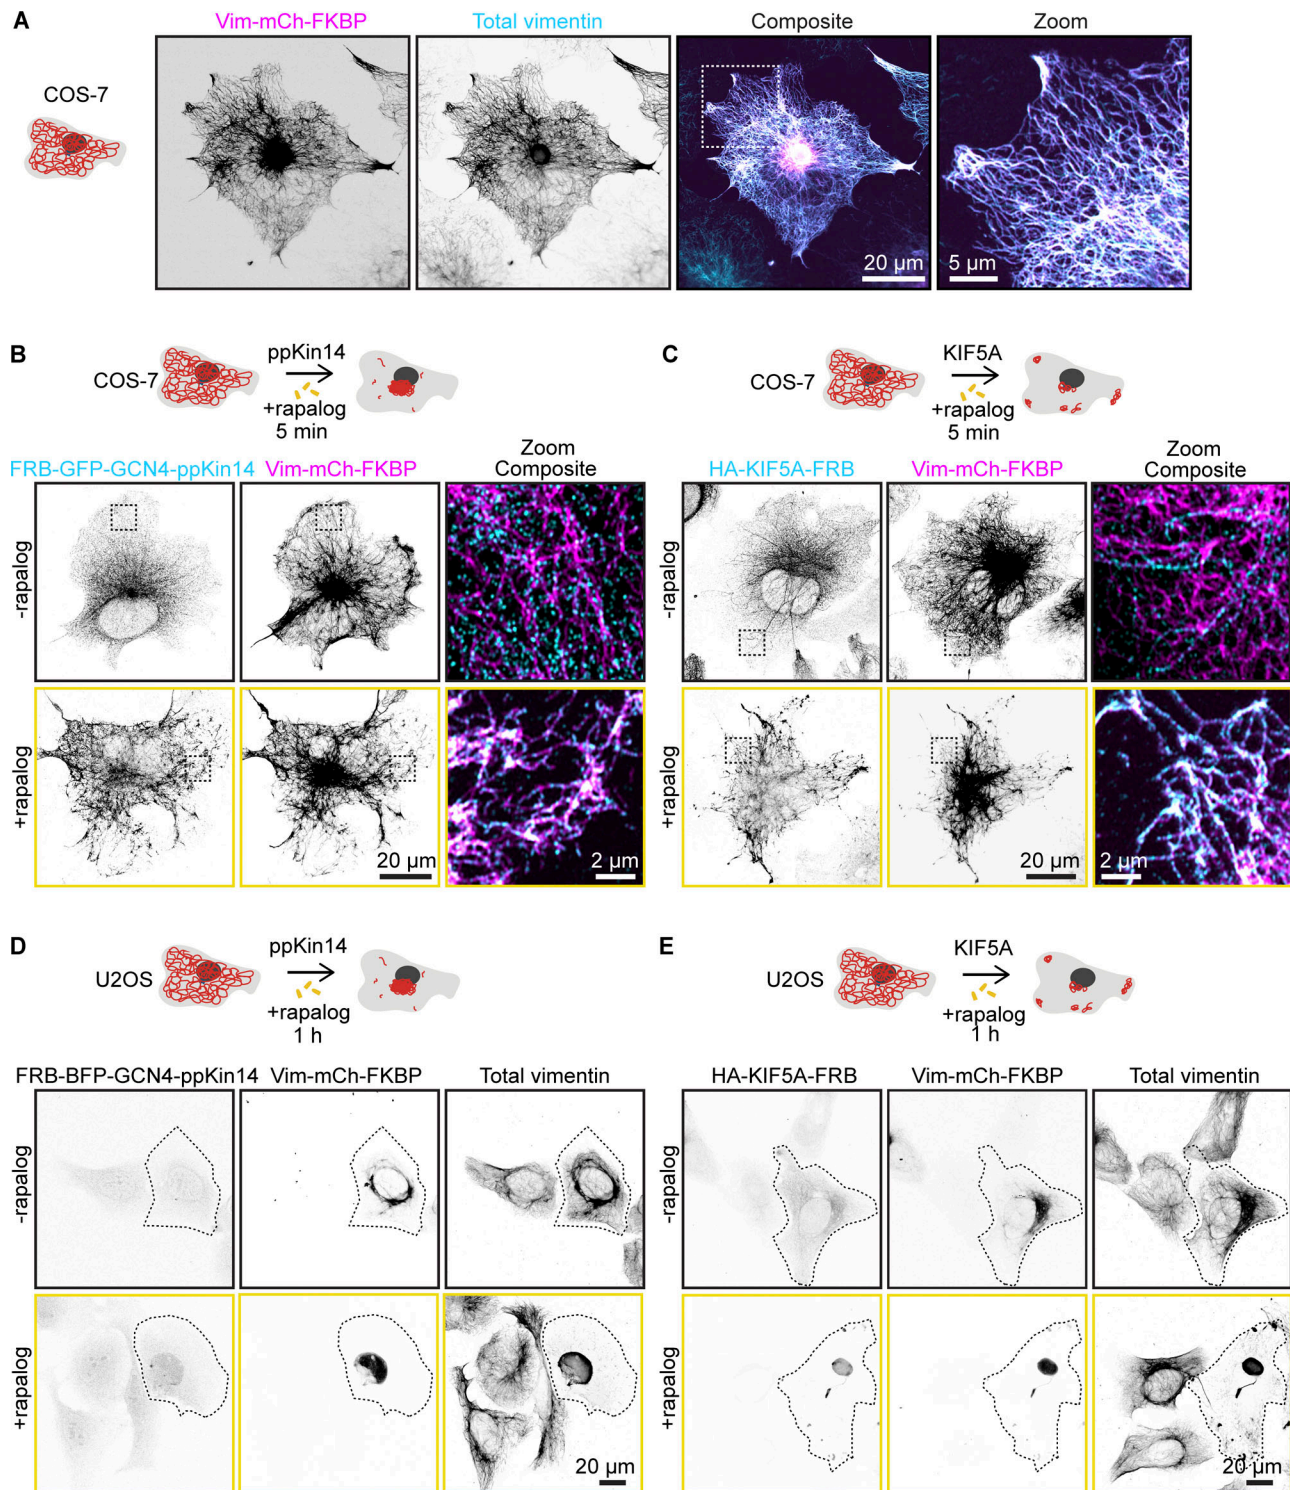 A
Vim-mCh-FKBP
Total vimentin
Composite
Zoom
COS-7
20 µm
5 µm
B
COS-7
ppKin14
+rapalog
5 min
FRB-GFP-GCN4-ppKin14
Vim-mCh-FKBP
Zoom
Composite
-rapalog
+rapalog
20 µm
2 µm
C
COS-7
KIF5A
+rapalog
5 min
HA-KIF5A-FRB
Vim-mCh-FKBP
Zoom
Composite
-rapalog
+rapalog
20 µm
2 µm
D
U2OS
ppKin14
+rapalog
1 h
FRB-BFP-GCN4-ppKin14
Vim-mCh-FKBP
Total vimentin
-rapalog
+rapalog
20 µm
E
U2OS
KIF5A
+rapalog
1 h
HA-KIF5A-FRB
Vim-mCh-FKBP
Total vimentin
-rapalog
+rapalog
20 µm